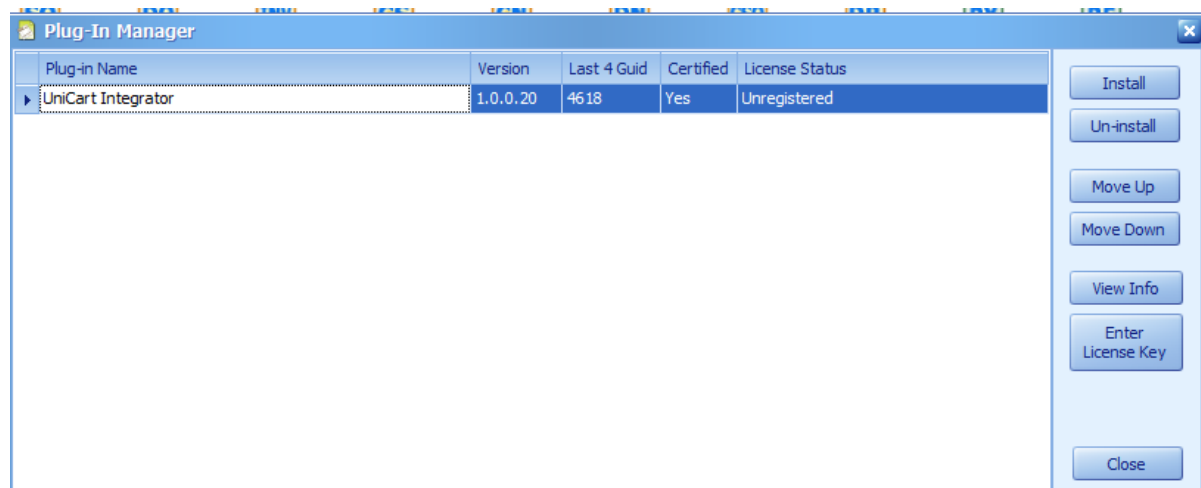 Plug-In Manager
Plug-in Name Version Last 4 Guid Certified License Status
UniCart Integrator 1.0.0.20 4618 Yes Unregistered
Install
Un-install
Move Up
Move Down
View Info
Enter
License Key
Close